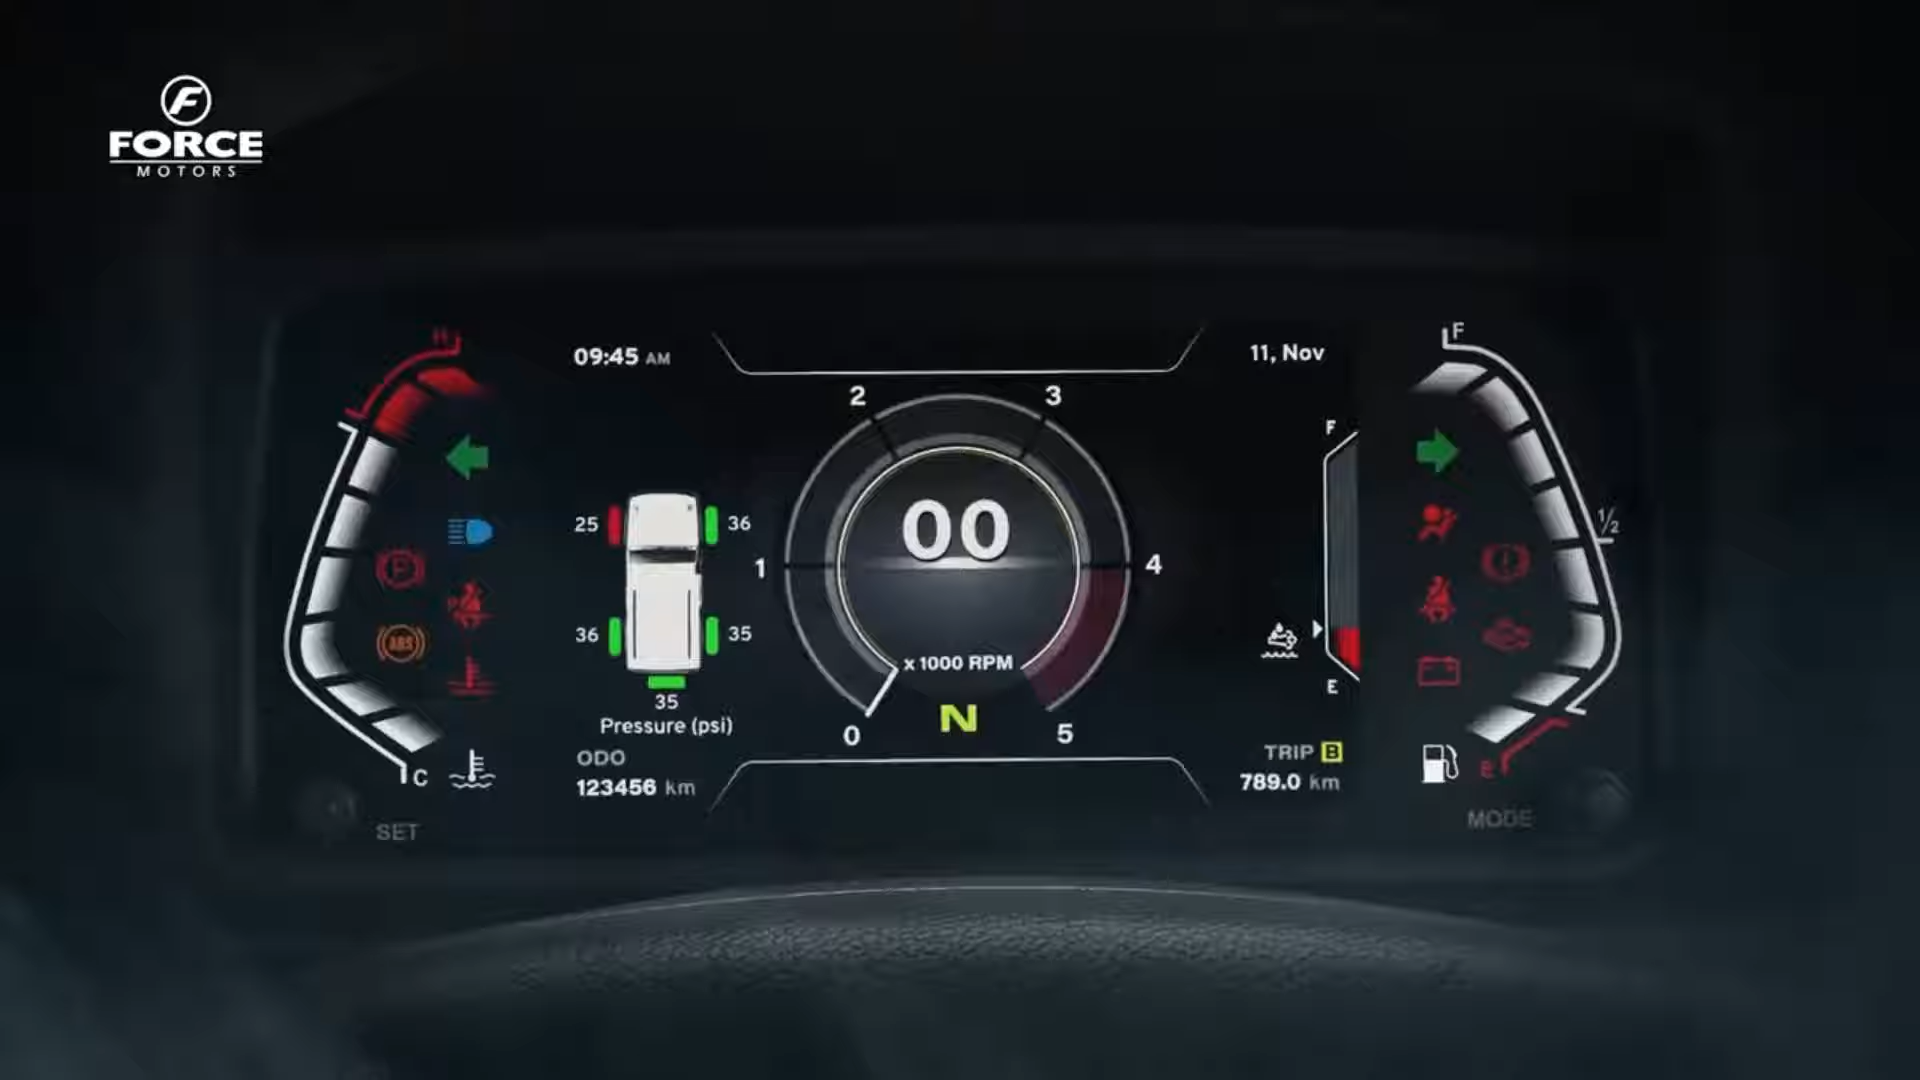 F
FORCE
MOTORS
H
F
09:45 AM
11, Nov
2
3
F
25
36
00
1/2
1
4
P
36
35
ABS
x 1000 RPM
E
35
N
Pressure (psi)
0
5
ODO
TRIP B
123456 km
789.0 km
C
E
SET
MODE